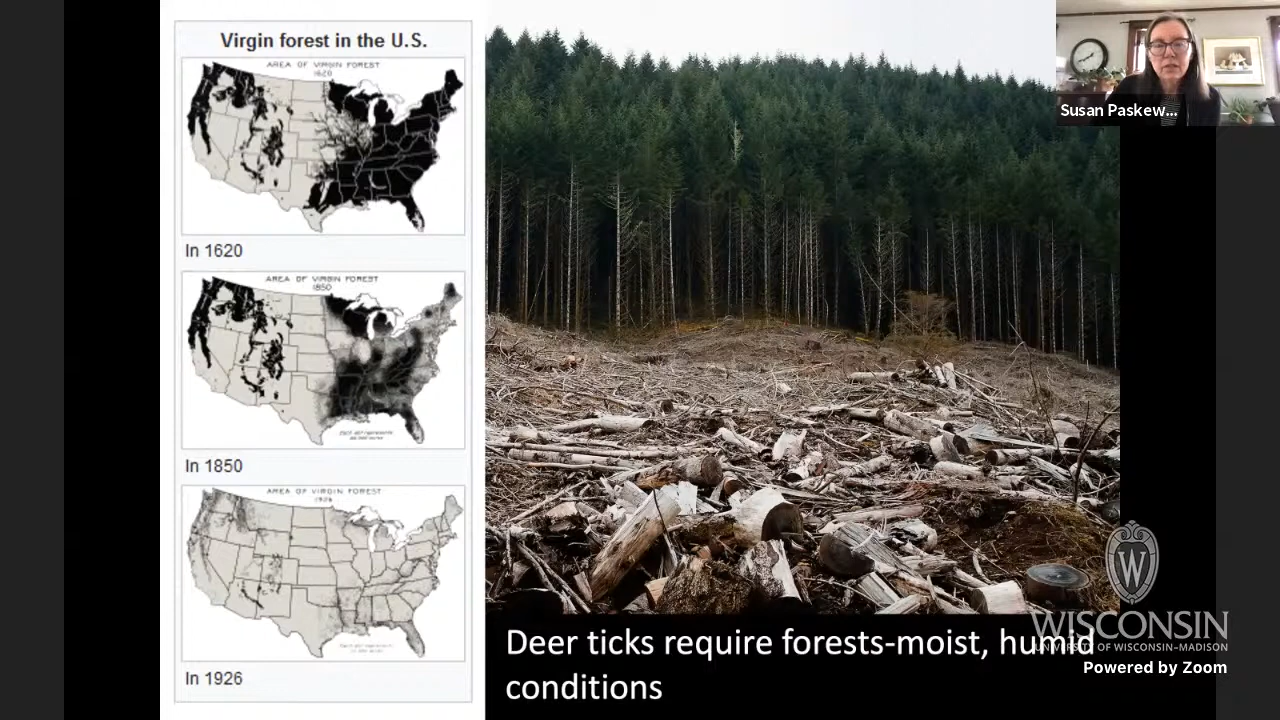 Virgin forest in the U.S.
AREA OF VIRGIN FOREST
1620
In 1620
AREA OF VIRGIN FOREST
1850
In 1850
AREA OF VIRGIN FOREST
1926
In 1926
Susan Paskew...
Deer ticks require forests-moist, humid
conditions
W
WISCONSIN
UNIVERSITY OF WISCONSIN–MADISON
Powered by Zoom